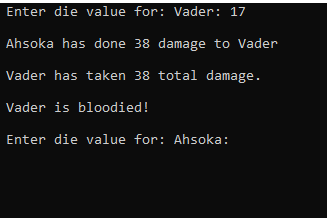 Enter die value for: Vader: 17
Ahsoka has done 38 damage to Vader
Vader has taken 38 total damage.
Vader is bloodied!
Enter die value for: Ahsoka: